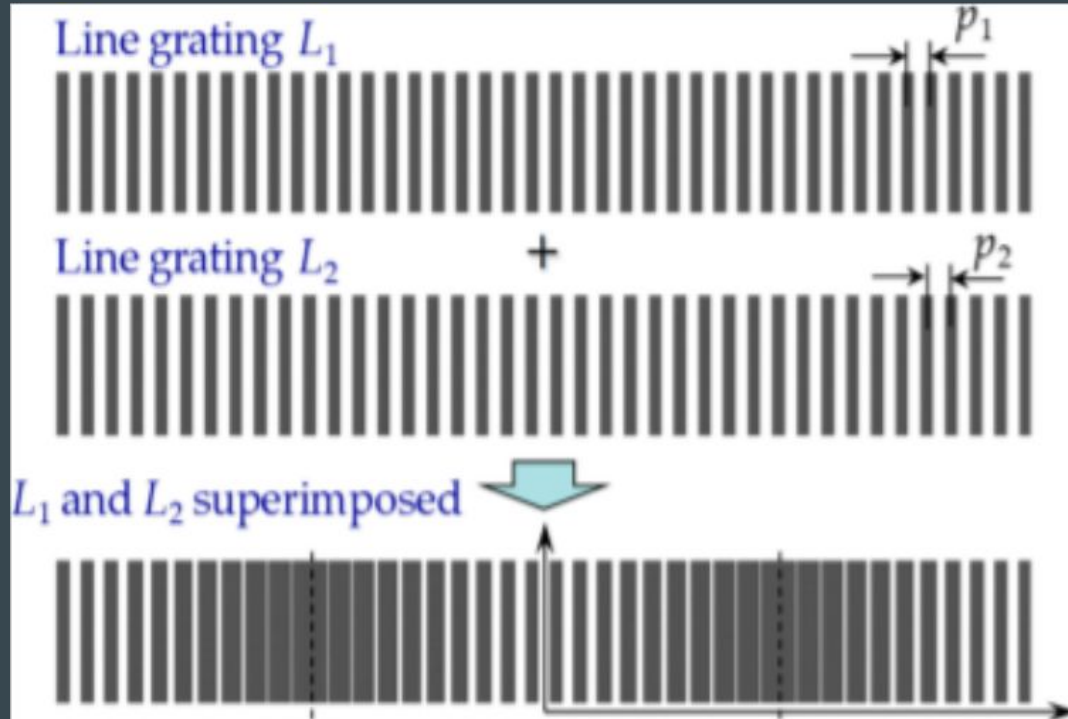 Line grating L₁
p₁
+
Line grating L₂
p₂
L₁ and L₂ superimposed